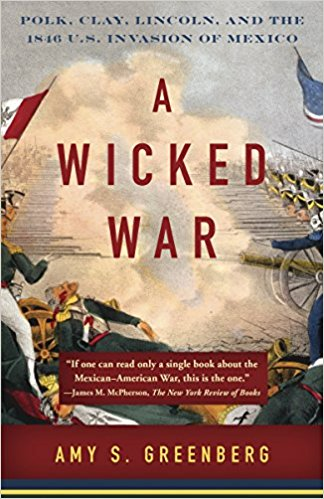 POLK, CLAY, LINCOLN, AND THE
1846 U.S. INVASION OF MEXICO
A
WICKED
WAR
“If one can read only a single book about the
Mexican–American War, this is the one.”
—James M. McPherson, The New York Review of Books
AMY S. GREENBERG